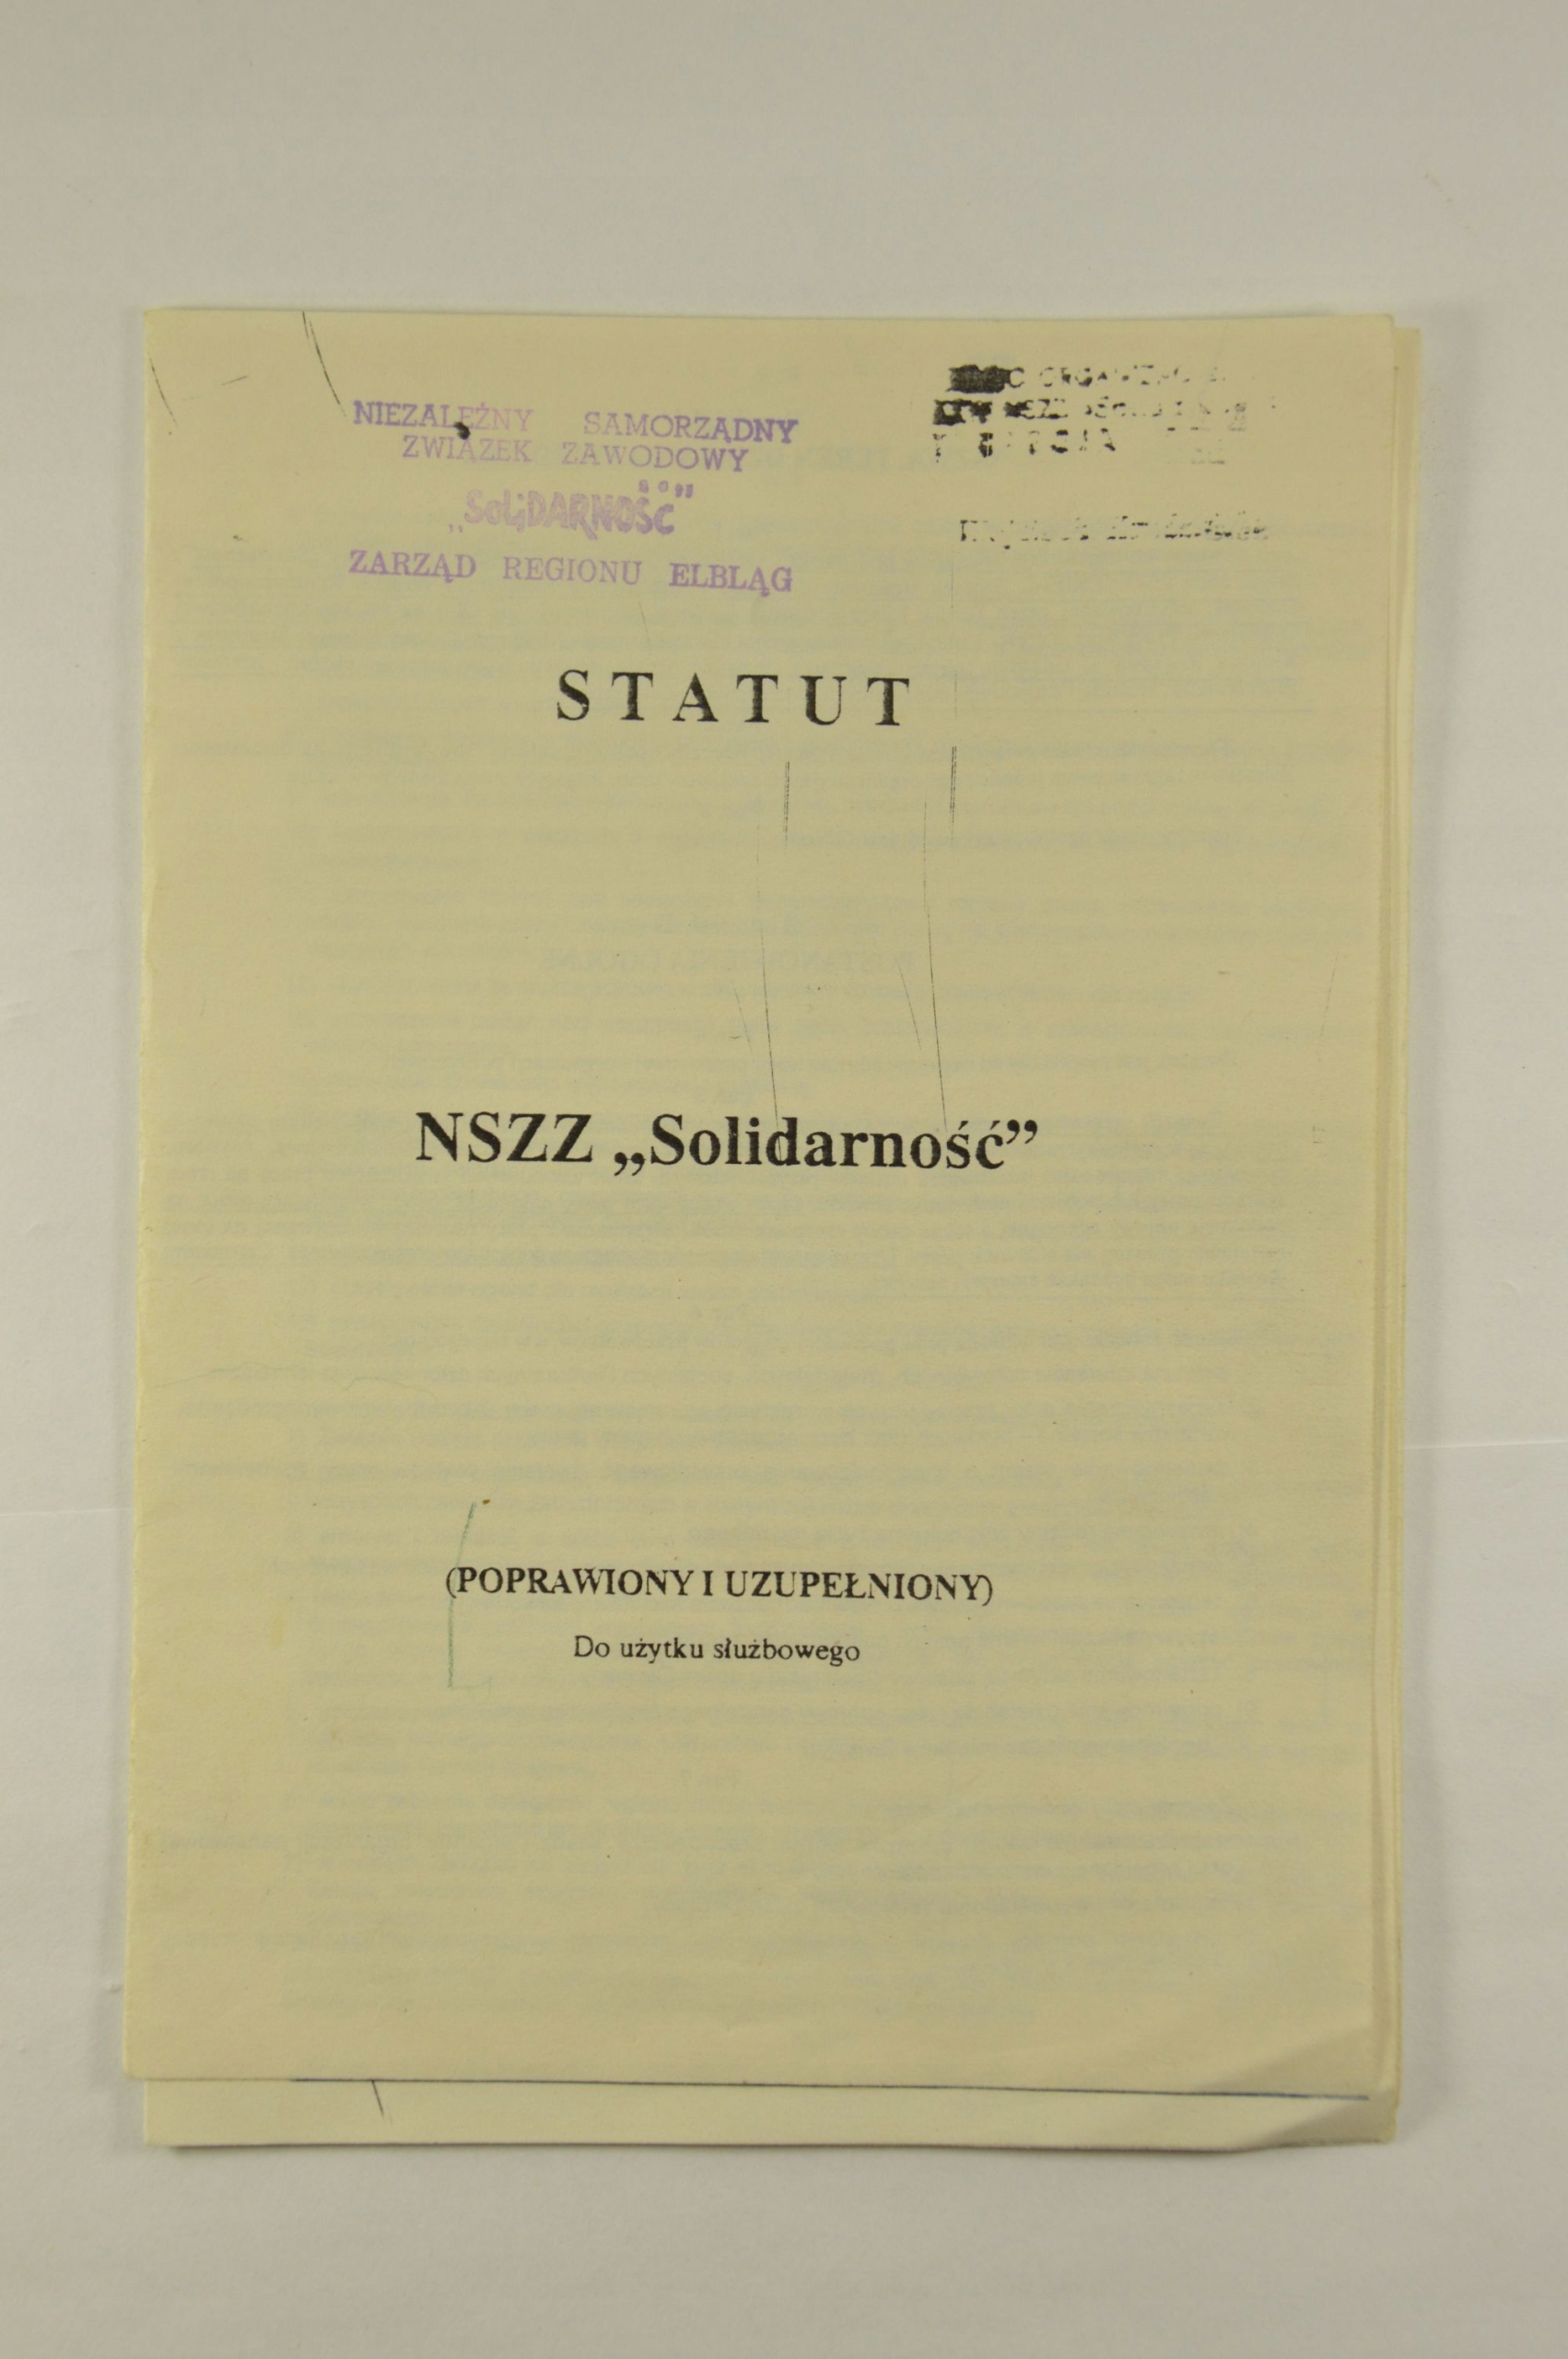 NIEZALEŻNY SAMORZĄDNY
ZWIĄZEK ZAWODOWY
„SOLIDARNOŚĆ”
ZARZĄD REGIONU ELBLĄG
STATUT
NSZZ „Solidarność”
(POPRAWIONY I UZUPEŁNIONY)
Do użytku służbowego